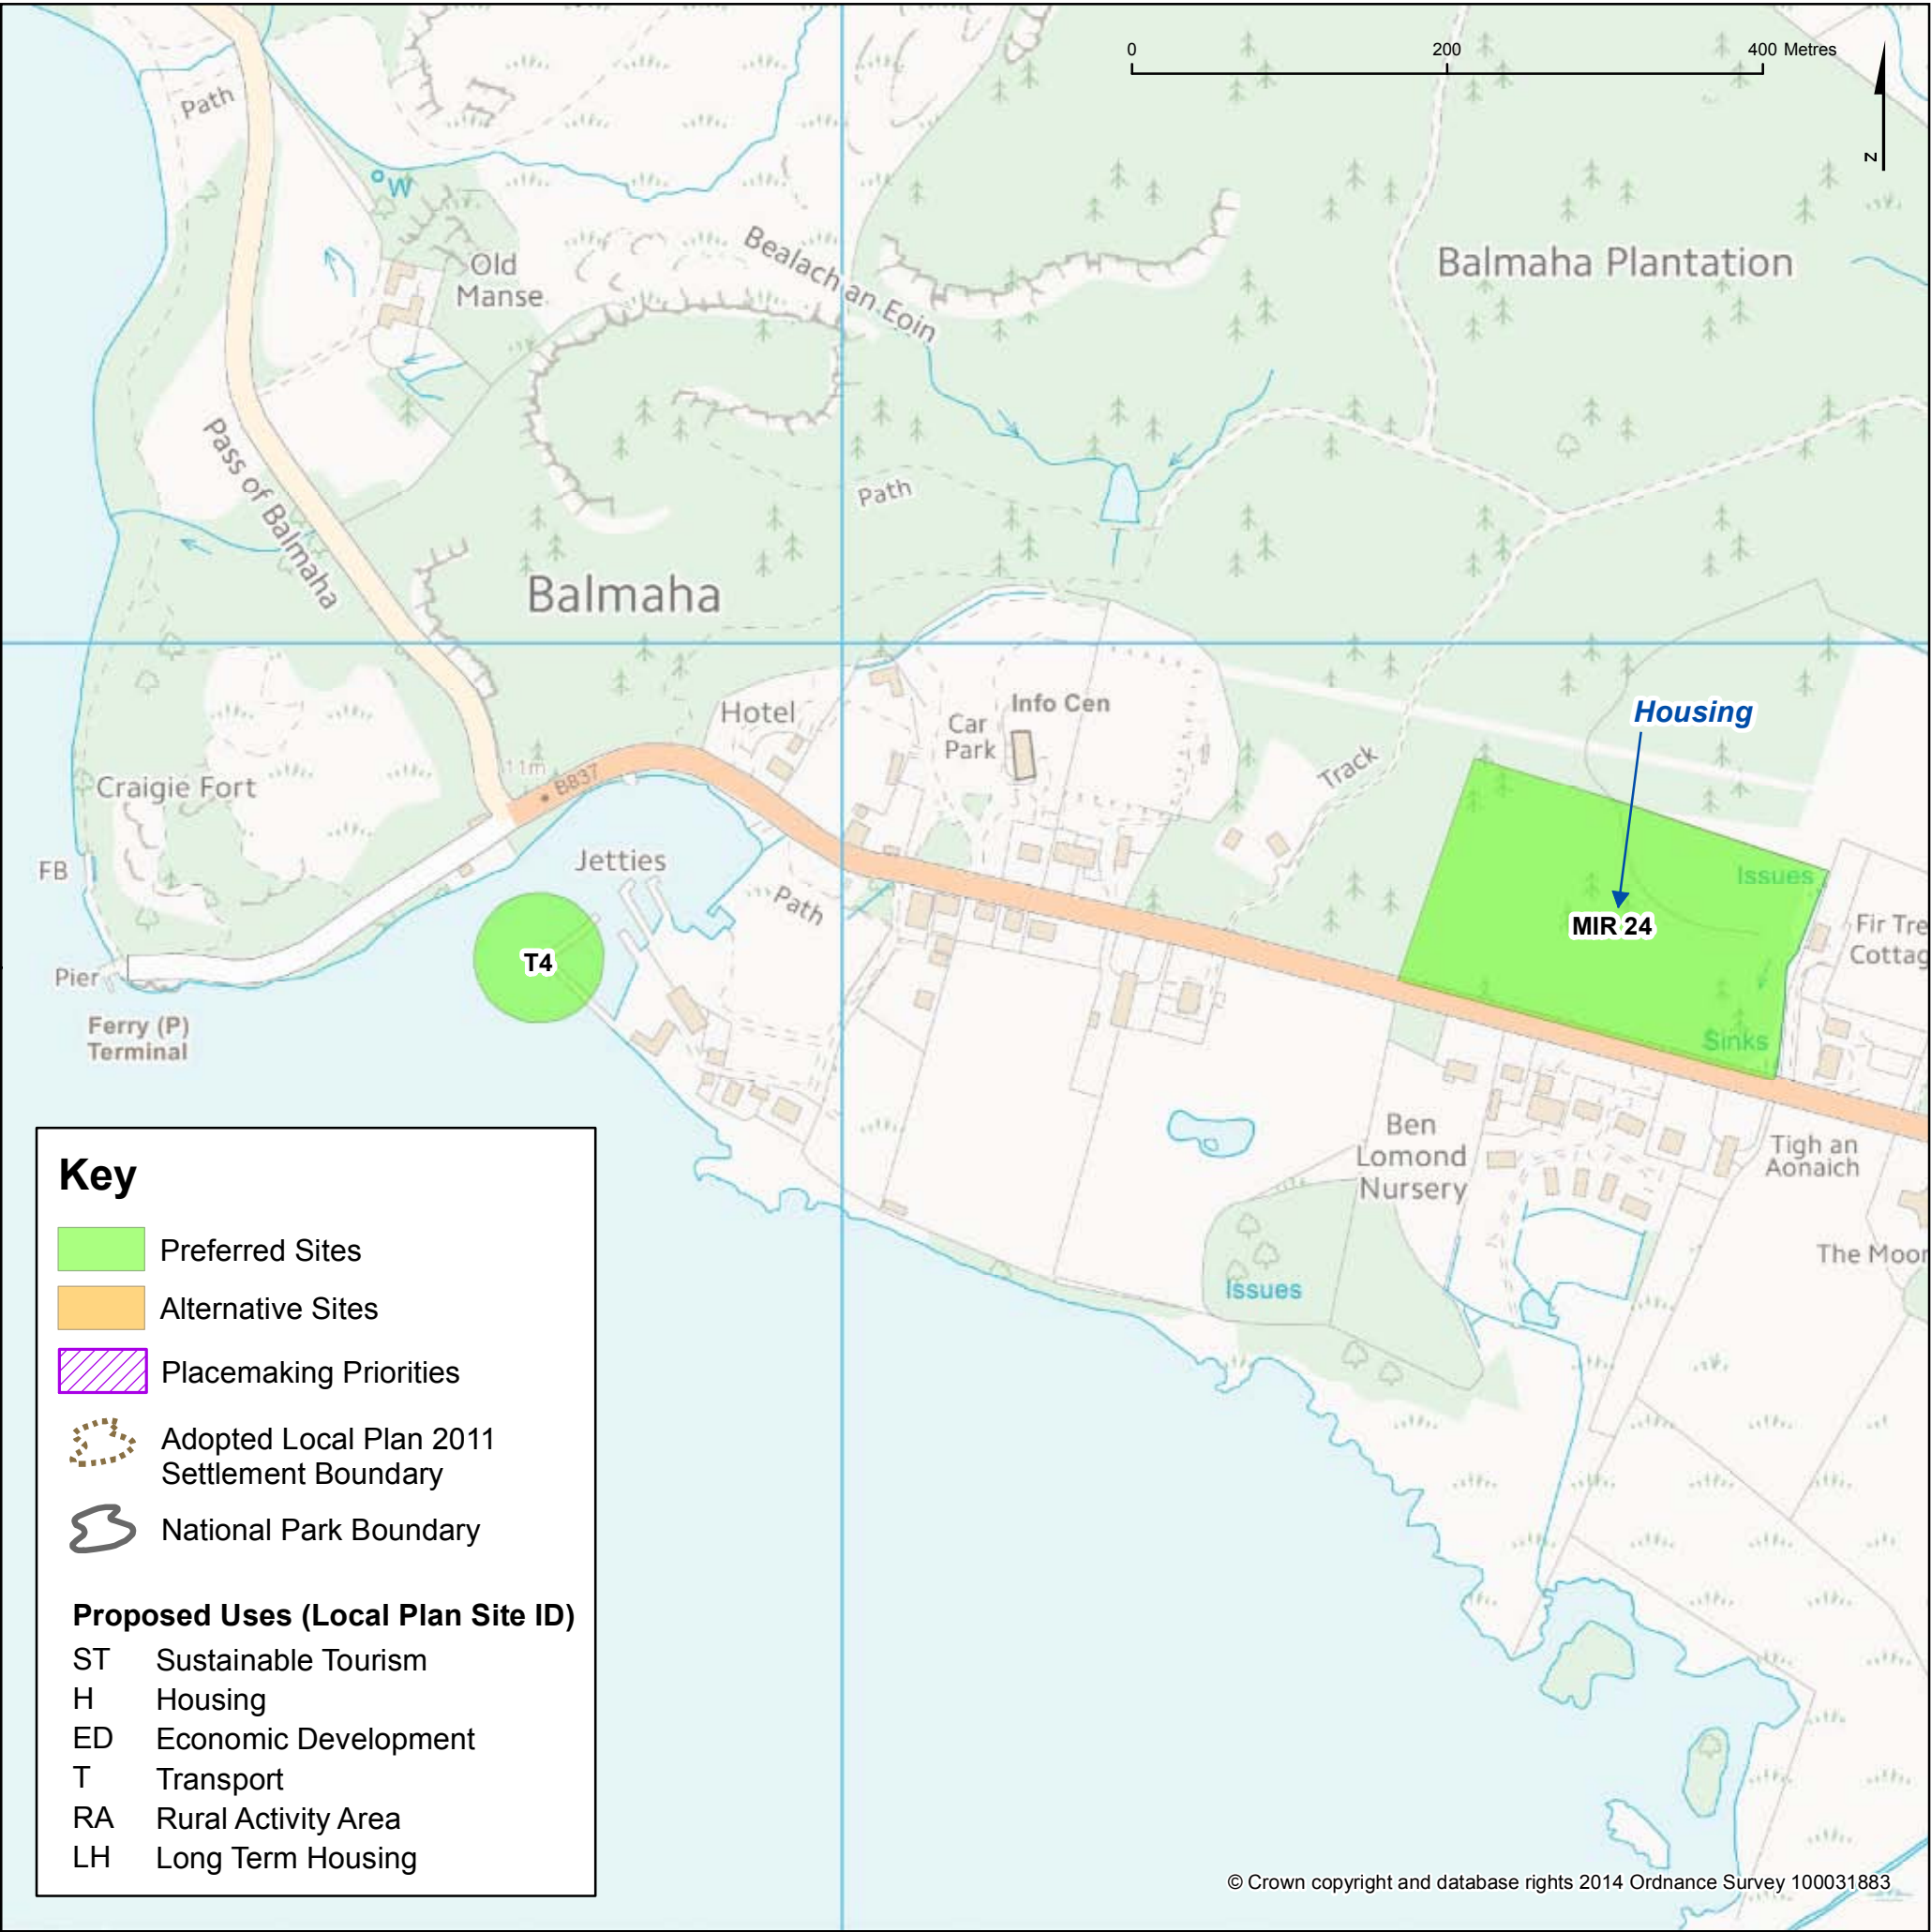 0 200 400 Metres
N
Path
W
Old
Manse
Bealach an Eoin
Balmaha Plantation
Pass of Balmaha
Path
Balmaha
Hotel
Info Cen
Car
Park
Housing
Track
11m
B837
Craigie Fort
Jetties
FB
Path
Issues
MIR 24
Fir Tre
Cottag
T4
Pier
Ferry (P)
Terminal
Sinks
Ben
Lomond
Nursery
Tigh an
Aonaich
The Moor
Issues
Key
Preferred Sites
Alternative Sites
Placemaking Priorities
Adopted Local Plan 2011
Settlement Boundary
National Park Boundary
Proposed Uses (Local Plan Site ID)
ST Sustainable Tourism
H Housing
ED Economic Development
T Transport
RA Rural Activity Area
LH Long Term Housing
© Crown copyright and database rights 2014 Ordnance Survey 100031883